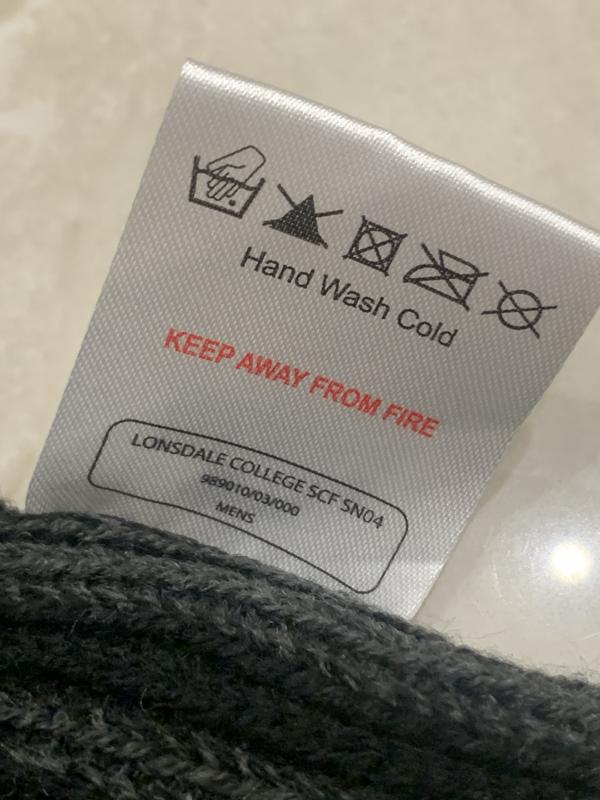 Hand Wash Cold
KEEP AWAY FROM FIRE
LONSDALE COLLEGE SCF SN04
989010/03/000
MENS